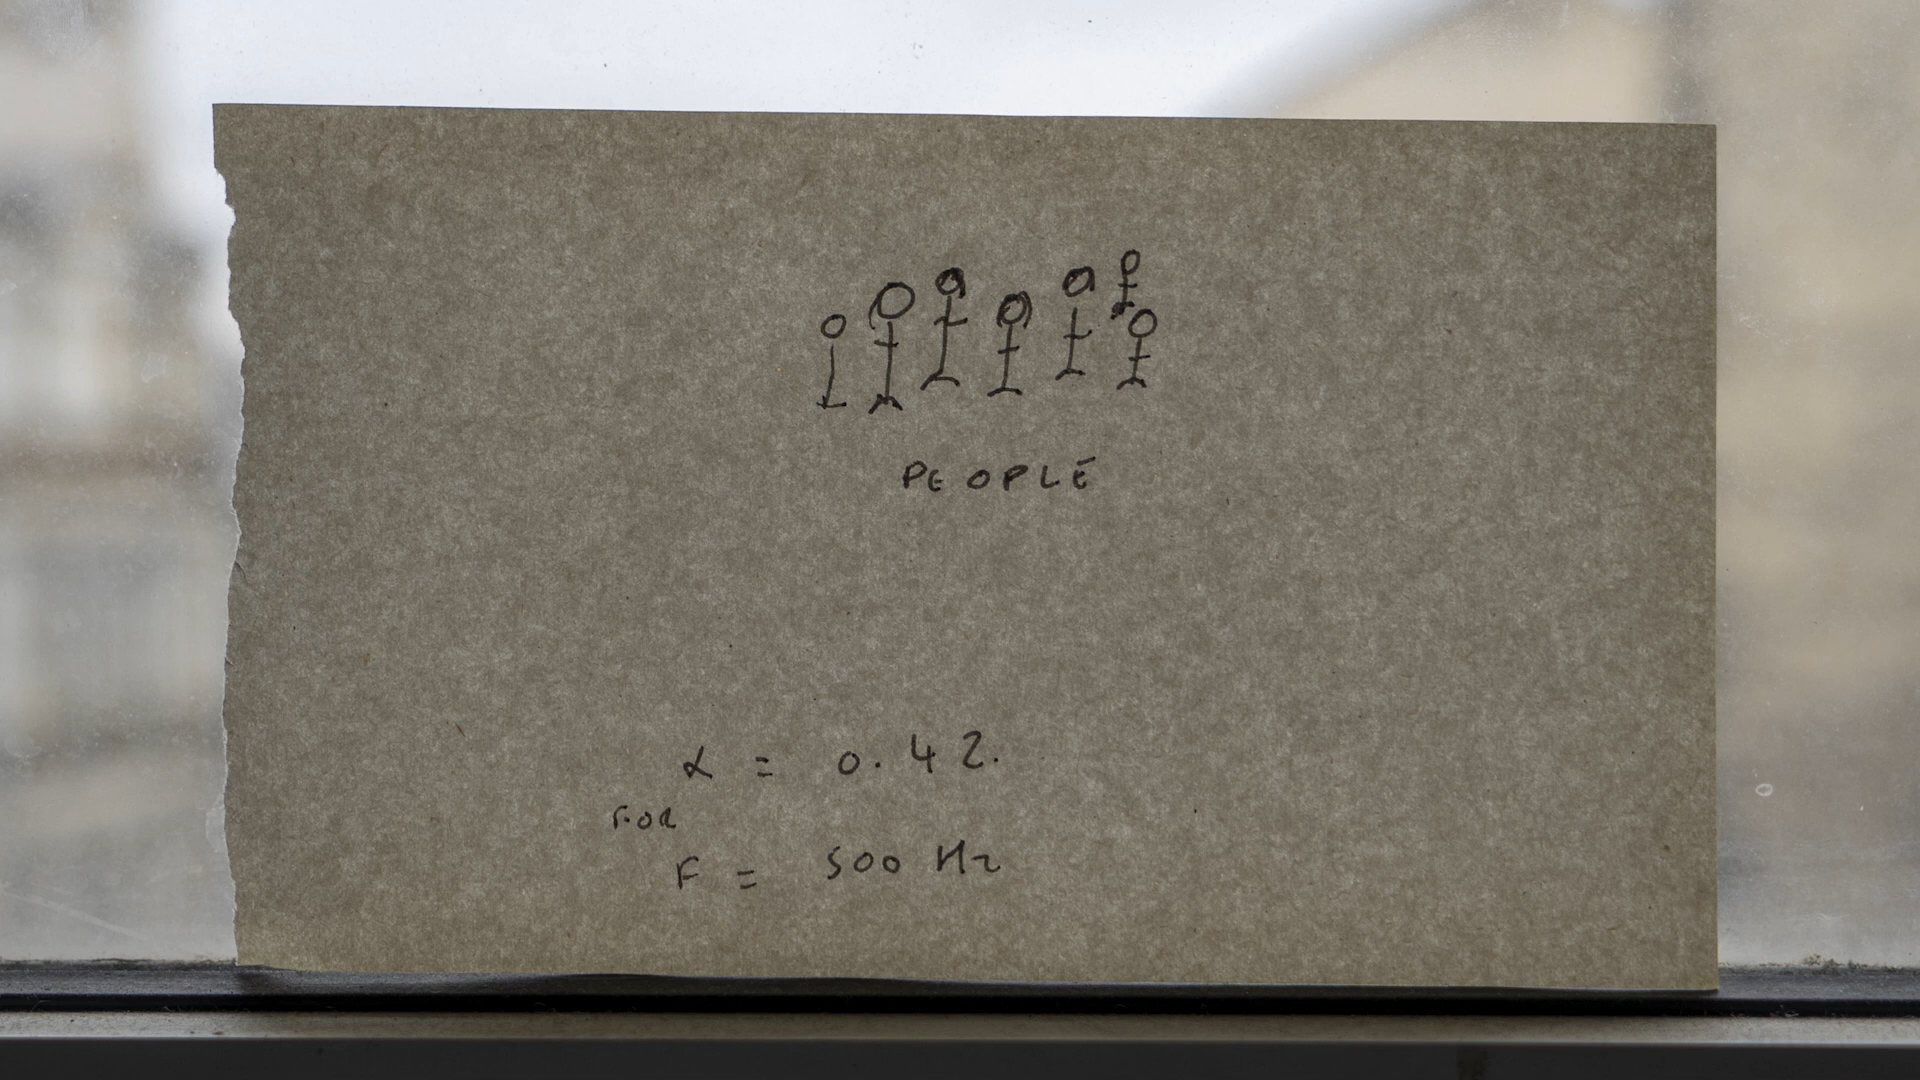 PEOPLE
α = 0.42.
FOR
F = 500 Hz